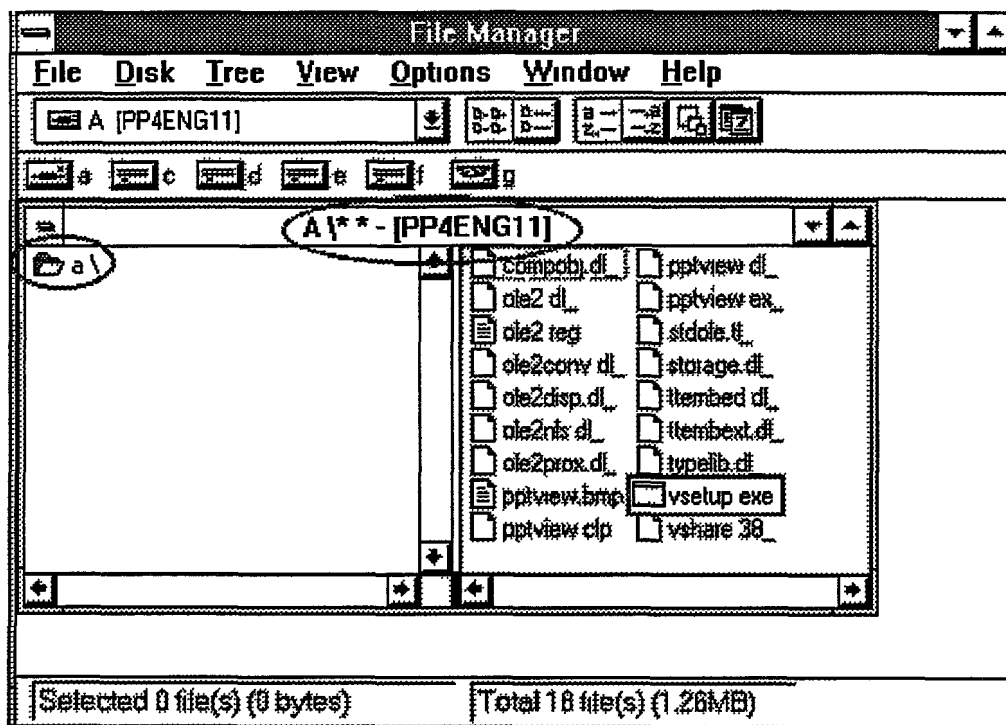 File Manager
File Disk Tree View Options Window Help
A [PP4ENG11]
a c d e f g
A \* * - [PP4ENG11]
a \
compobj.dl_ pptview dl_
ole2 dl_ pptview ex_
ole2 reg stdole.tl_
ole2conv dl_ storage.dl_
ole2disp.dl_ ttembed dl_
ole2nls dl_ ttembext.dl_
ole2prox.dl_ typelib.dl_
pptview.bmp vsetup exe
pptview clp vshare 38_
Selected 0 file(s) (0 bytes) Total 18 file(s) (1.26MB)